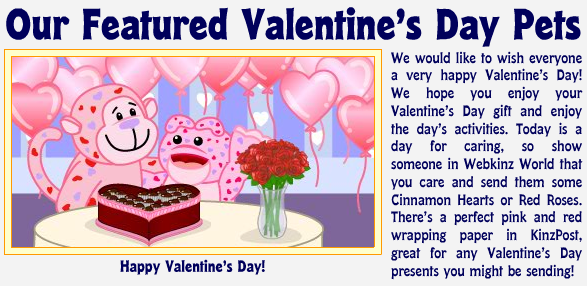 Our Featured Valentine's Day Pets
We would like to wish everyone
a very happy Valentine's Day!
We hope you enjoy your
Valentine's Day gift and enjoy
the day's activities. Today is a
day for caring, so show
someone in Webkinz World that
you care and send them some
Cinnamon Hearts or Red Roses.
There's a perfect pink and red
wrapping paper in KinzPost,
great for any Valentine's Day
presents you might be sending!
Happy Valentine's Day!